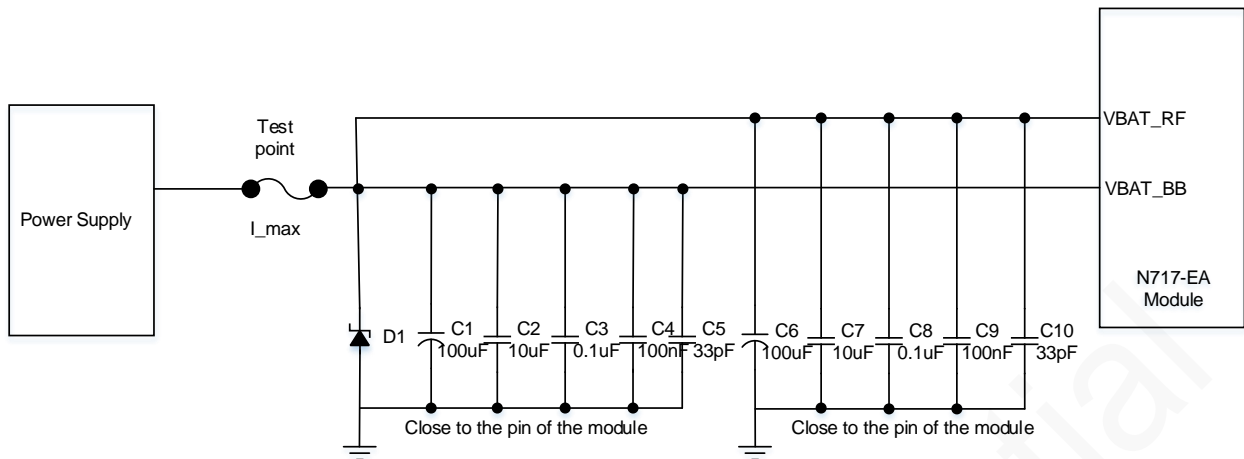 Power Supply
Test
point
I_max
VBAT_RF
VBAT_BB
N717-EA
Module
D1
C1
100uF
C2
10uF
C3
0.1uF
C4
100nF
C5
33pF
C6
100uF
C7
10uF
C8
0.1uF
C9
100nF
C10
33pF
Close to the pin of the module
Close to the pin of the module
tial